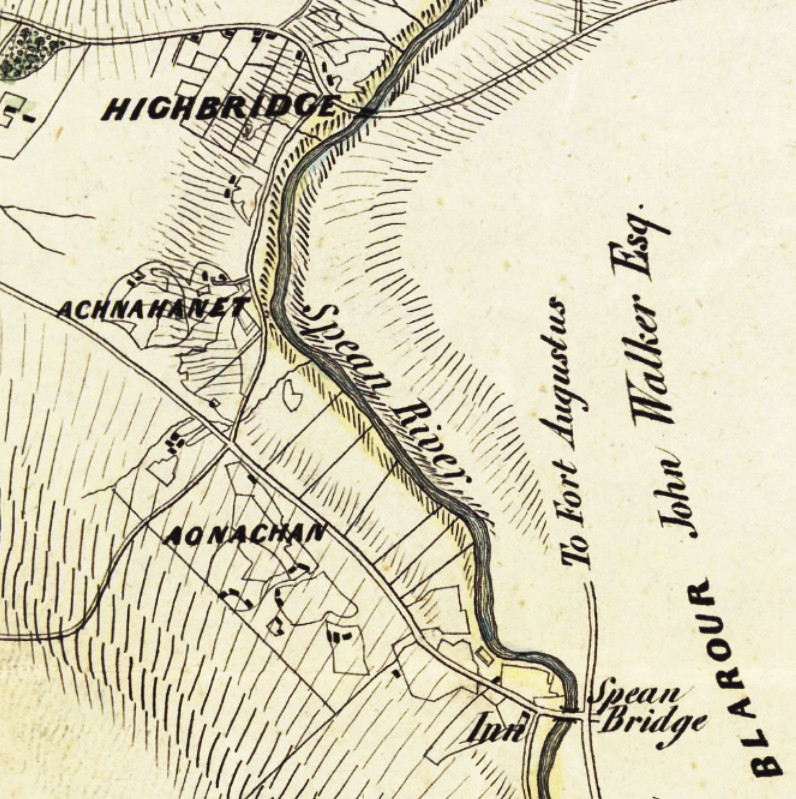 HIGHBRIDGE
ACHNAHANET
Spean River
To Fort Augustus
John Walker Esq.
AONACHAN
BLAROUR
Inn
Spean
Bridge